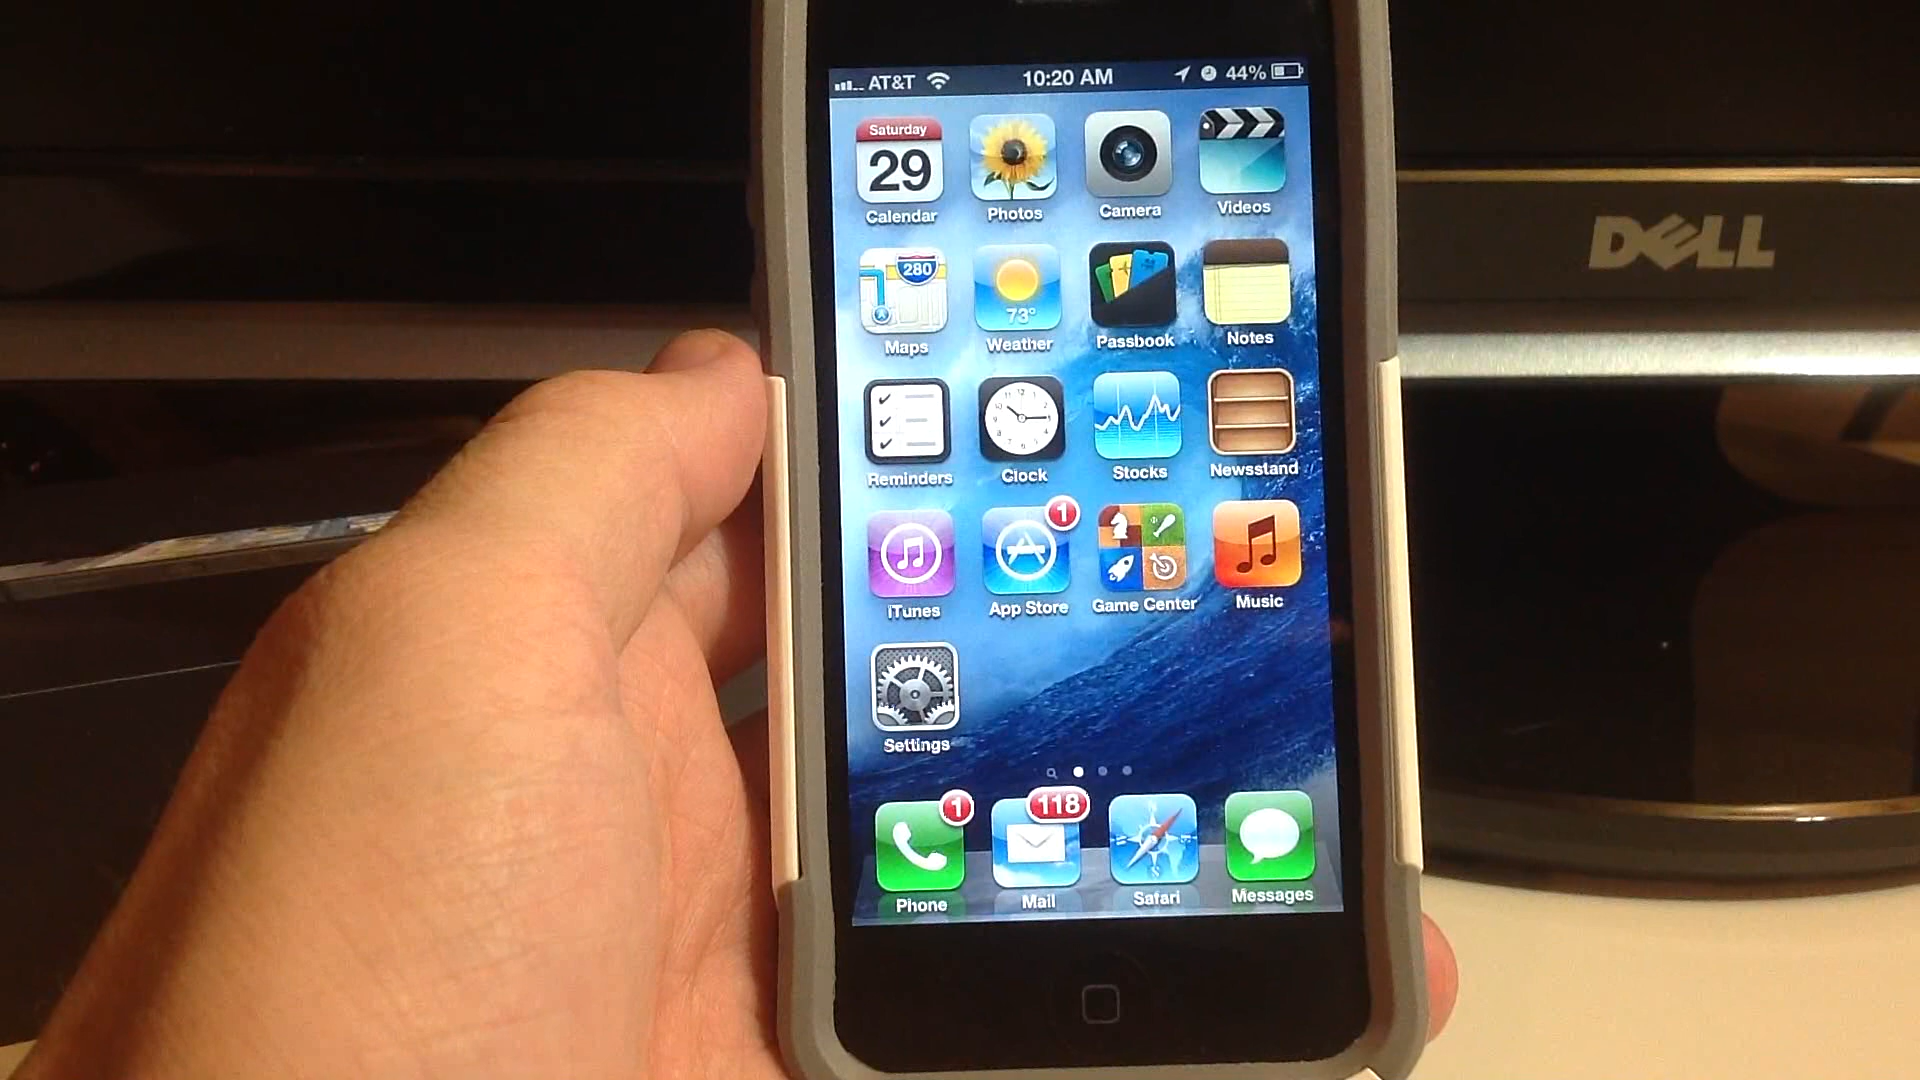 AT&T 10:20 AM 44%
Saturday
29
Calendar Photos Camera Videos
DELL
280
73°
Maps Weather Passbook Notes
Reminders Clock Stocks Newsstand
1
iTunes App Store Game Center Music
Settings
1 118
Phone Mail Safari Messages